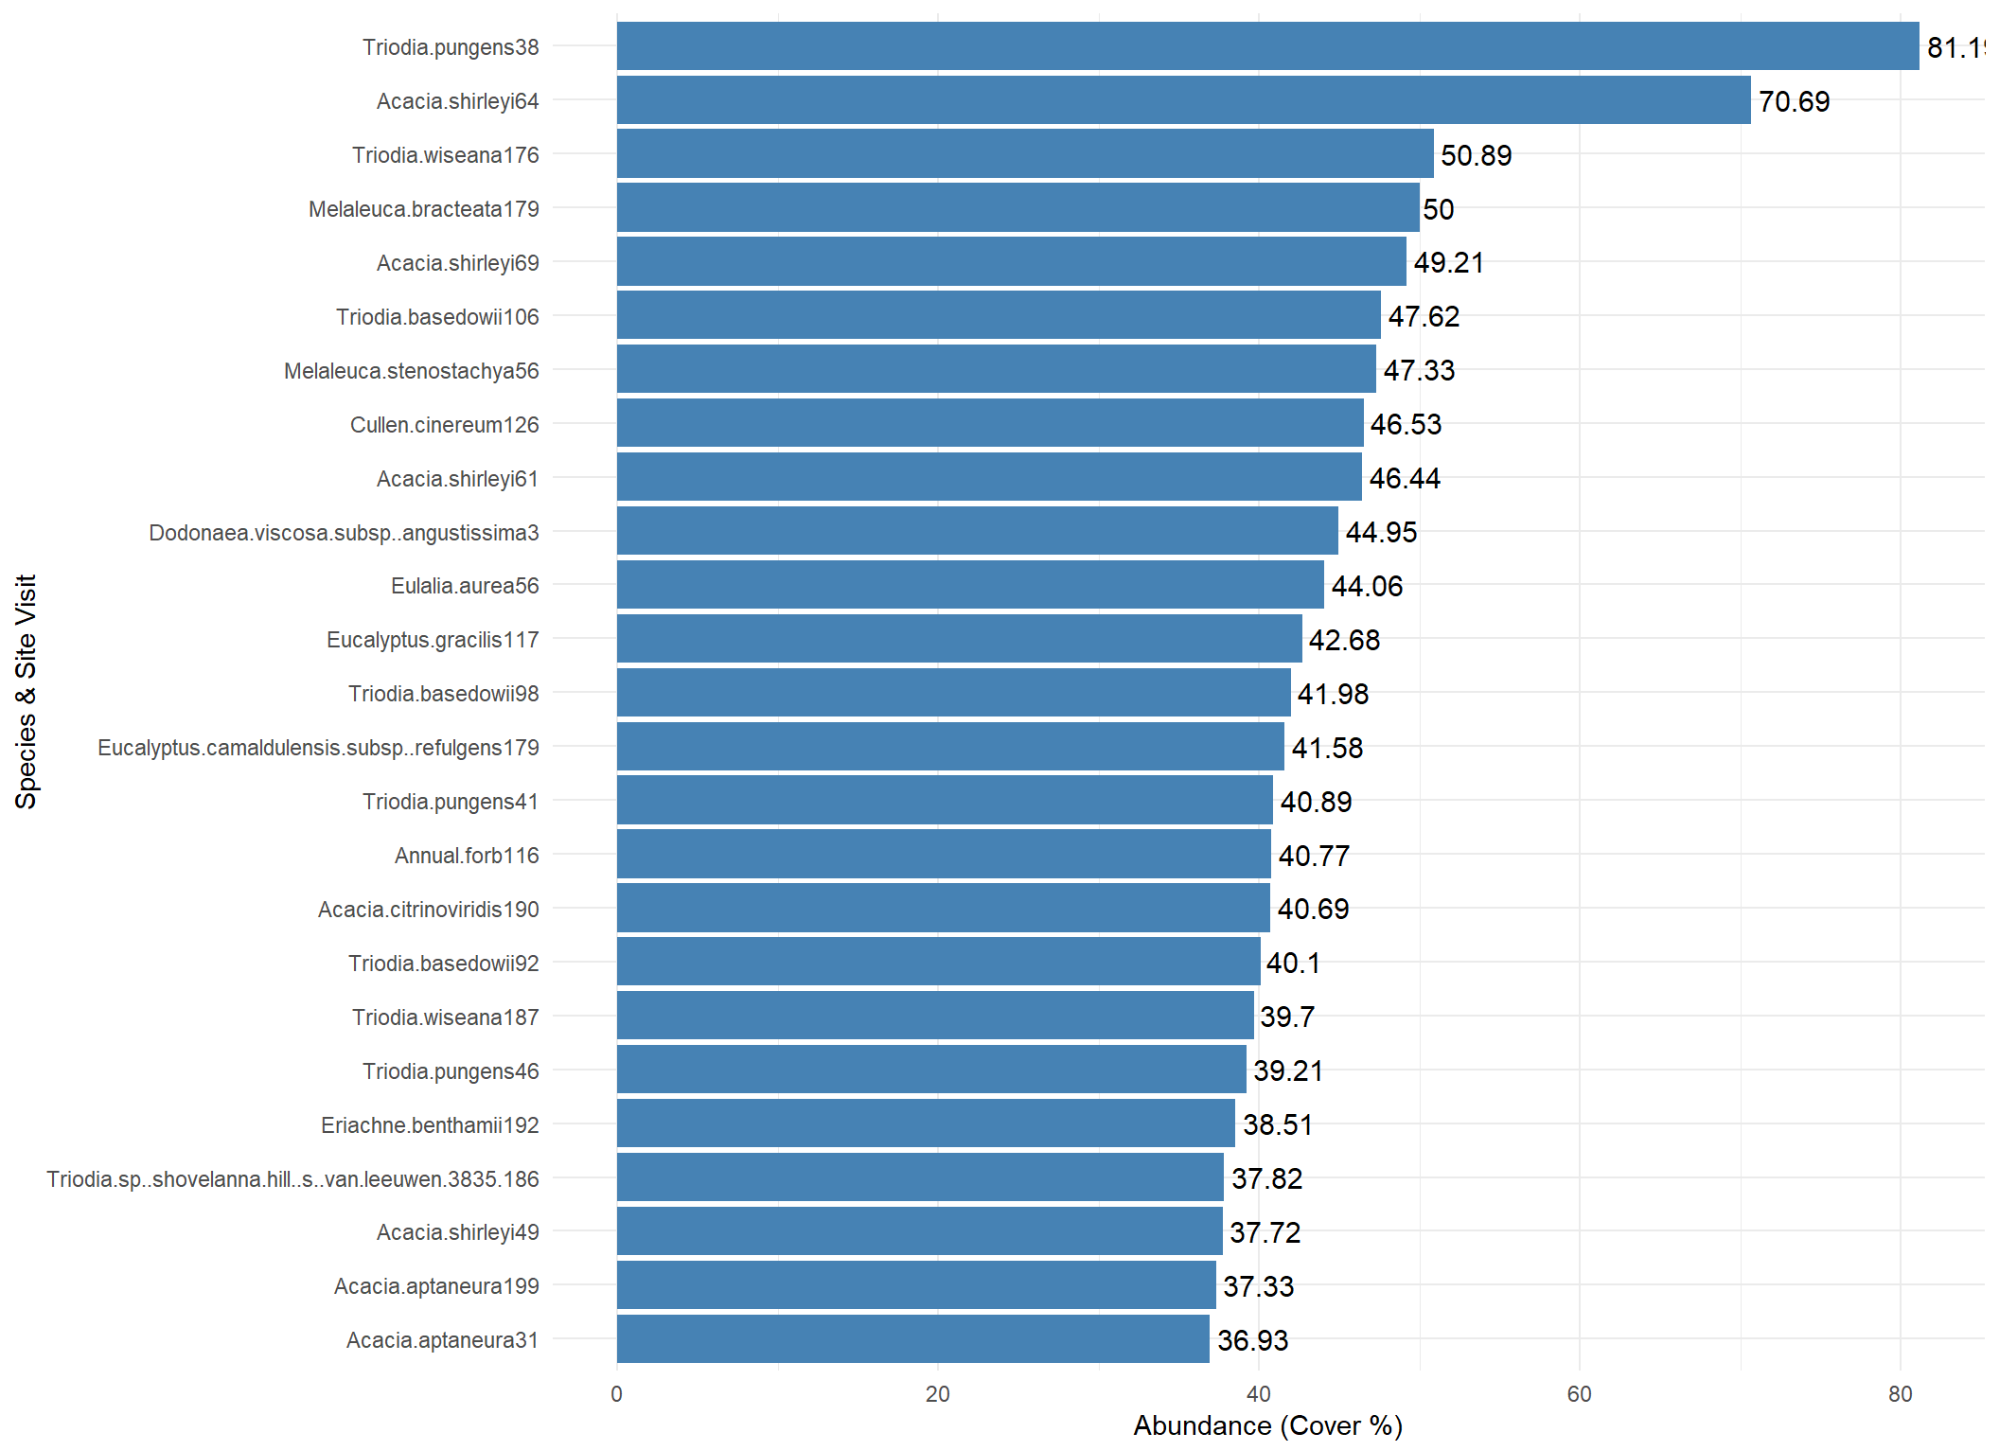 Triodia.pungens38
Acacia.shirleyi64 70.69
Triodia.wiseana176 50.89
Melaleuca.bracteata179 50
Acacia.shirleyi69 49.21
Triodia.basedowii106 47.62
Melaleuca.stenostachya56 47.33
Cullen.cinereum126 46.53
Acacia.shirleyi61 46.44
Dodonaea.viscosa.subsp..angustissima3 44.95
Eulalia.aurea56 44.06
Eucalyptus.gracilis117 42.68
Triodia.basedowii98 41.98
Eucalyptus.camaldulensis.subsp..refulgens179 41.58
Triodia.pungens41 40.89
Annual.forb116 40.77
Acacia.citrinoviridis190 40.69
Triodia.basedowii92 40.1
Triodia.wiseana187 39.7
Triodia.pungens46 39.21
Eriachne.benthamii192 38.51
Triodia.sp..shovelanna.hill..s..van.leeuwen.3835.186 37.82
Acacia.shirleyi49 37.72
Acacia.aptaneura199 37.33
Acacia.aptaneura31 36.93
0 20 40 60 80
Abundance (Cover %)
Species & Site Visit